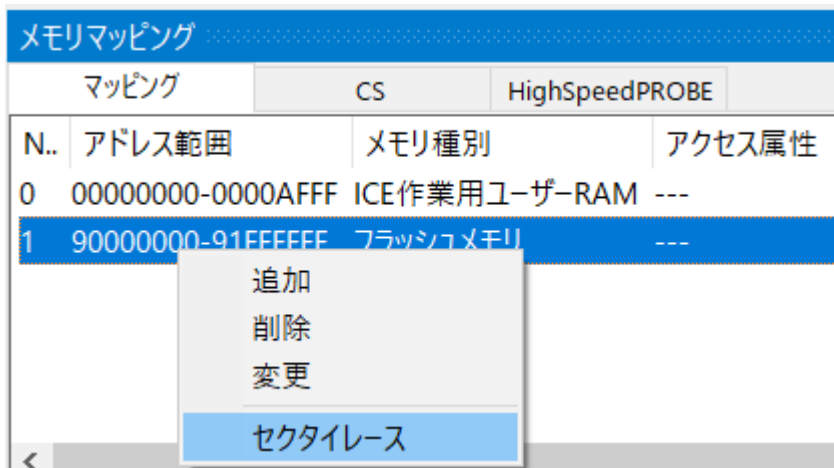 メモリマッピング
マッピング CS HighSpeedPROBE
N.. アドレス範囲 メモリ種別 アクセス属性
0 00000000-0000AFFF ICE作業用ユーザーRAM ---
1 90000000-91FFFFFF フラッシュメモリ ---
追加
削除
変更
セクタイレース